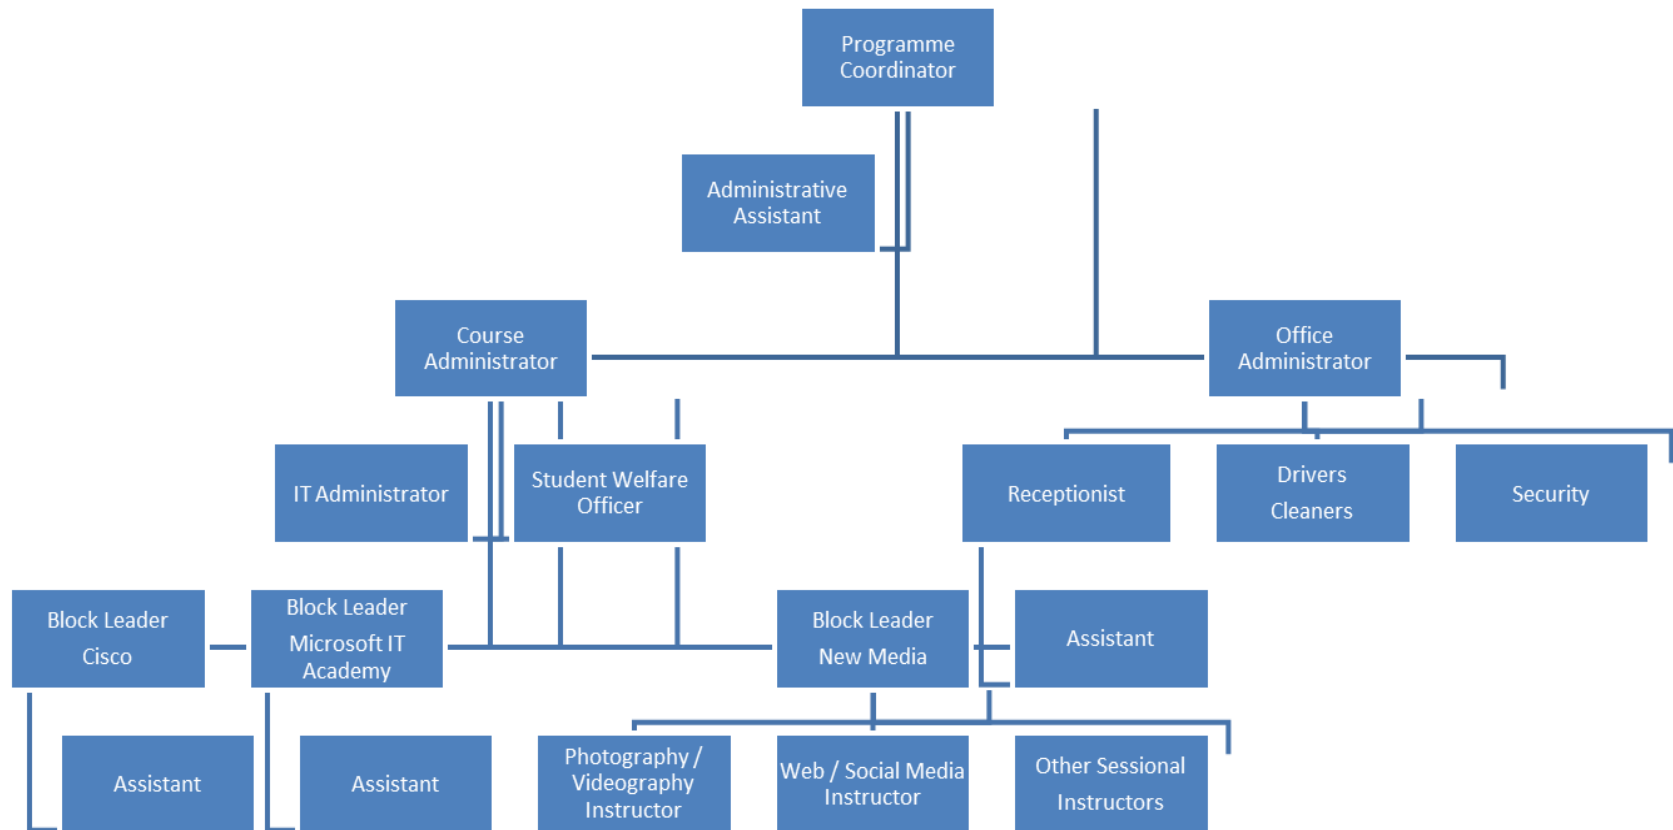 Programme
Coordinator
Administrative
Assistant
Course
Administrator
Office
Administrator
IT Administrator
Student Welfare
Officer
Receptionist
Drivers
Cleaners
Security
Block Leader
Cisco
Block Leader
Microsoft IT
Academy
Block Leader
New Media
Assistant
Assistant
Assistant
Photography /
Videography
Instructor
Web / Social Media
Instructor
Other Sessional
Instructors